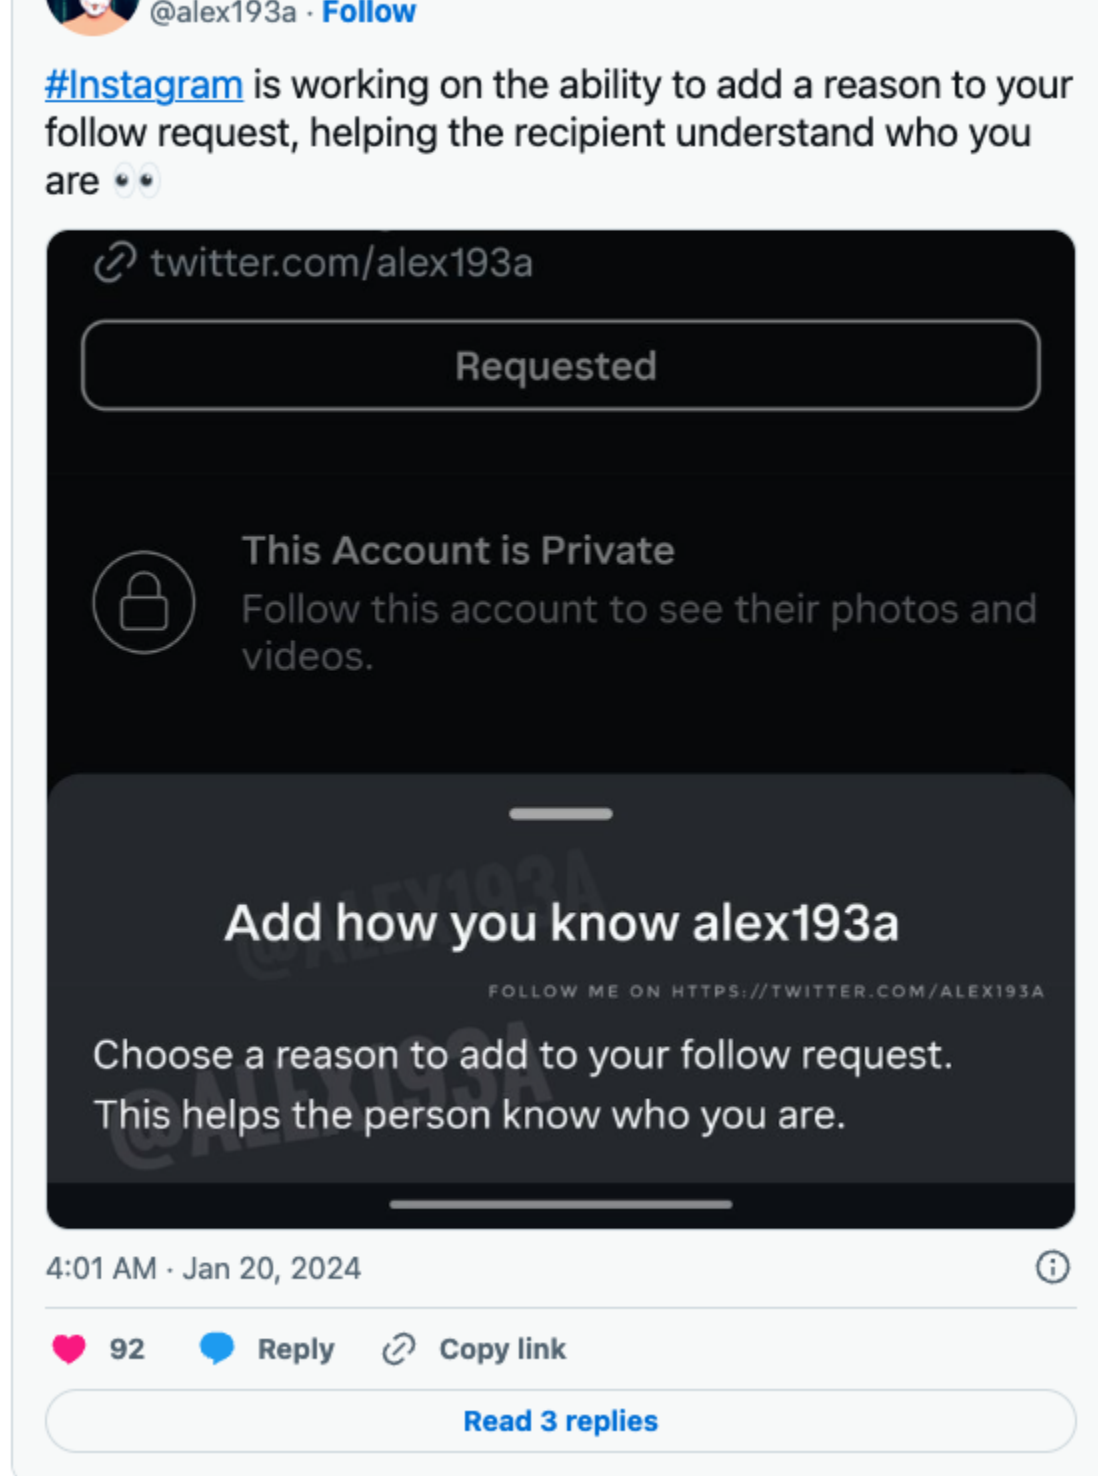 @alex193a · Follow
#Instagram is working on the ability to add a reason to your
follow request, helping the recipient understand who you
are 👀
twitter.com/alex193a
Requested
This Account is Private
Follow this account to see their photos and
videos.
@ALEX193A
Add how you know alex193a
FOLLOW ME ON HTTPS://TWITTER.COM/ALEX193A
Choose a reason to add to your follow request.
This helps the person know who you are.
@ALEX193A
4:01 AM · Jan 20, 2024
92 Reply Copy link
Read 3 replies